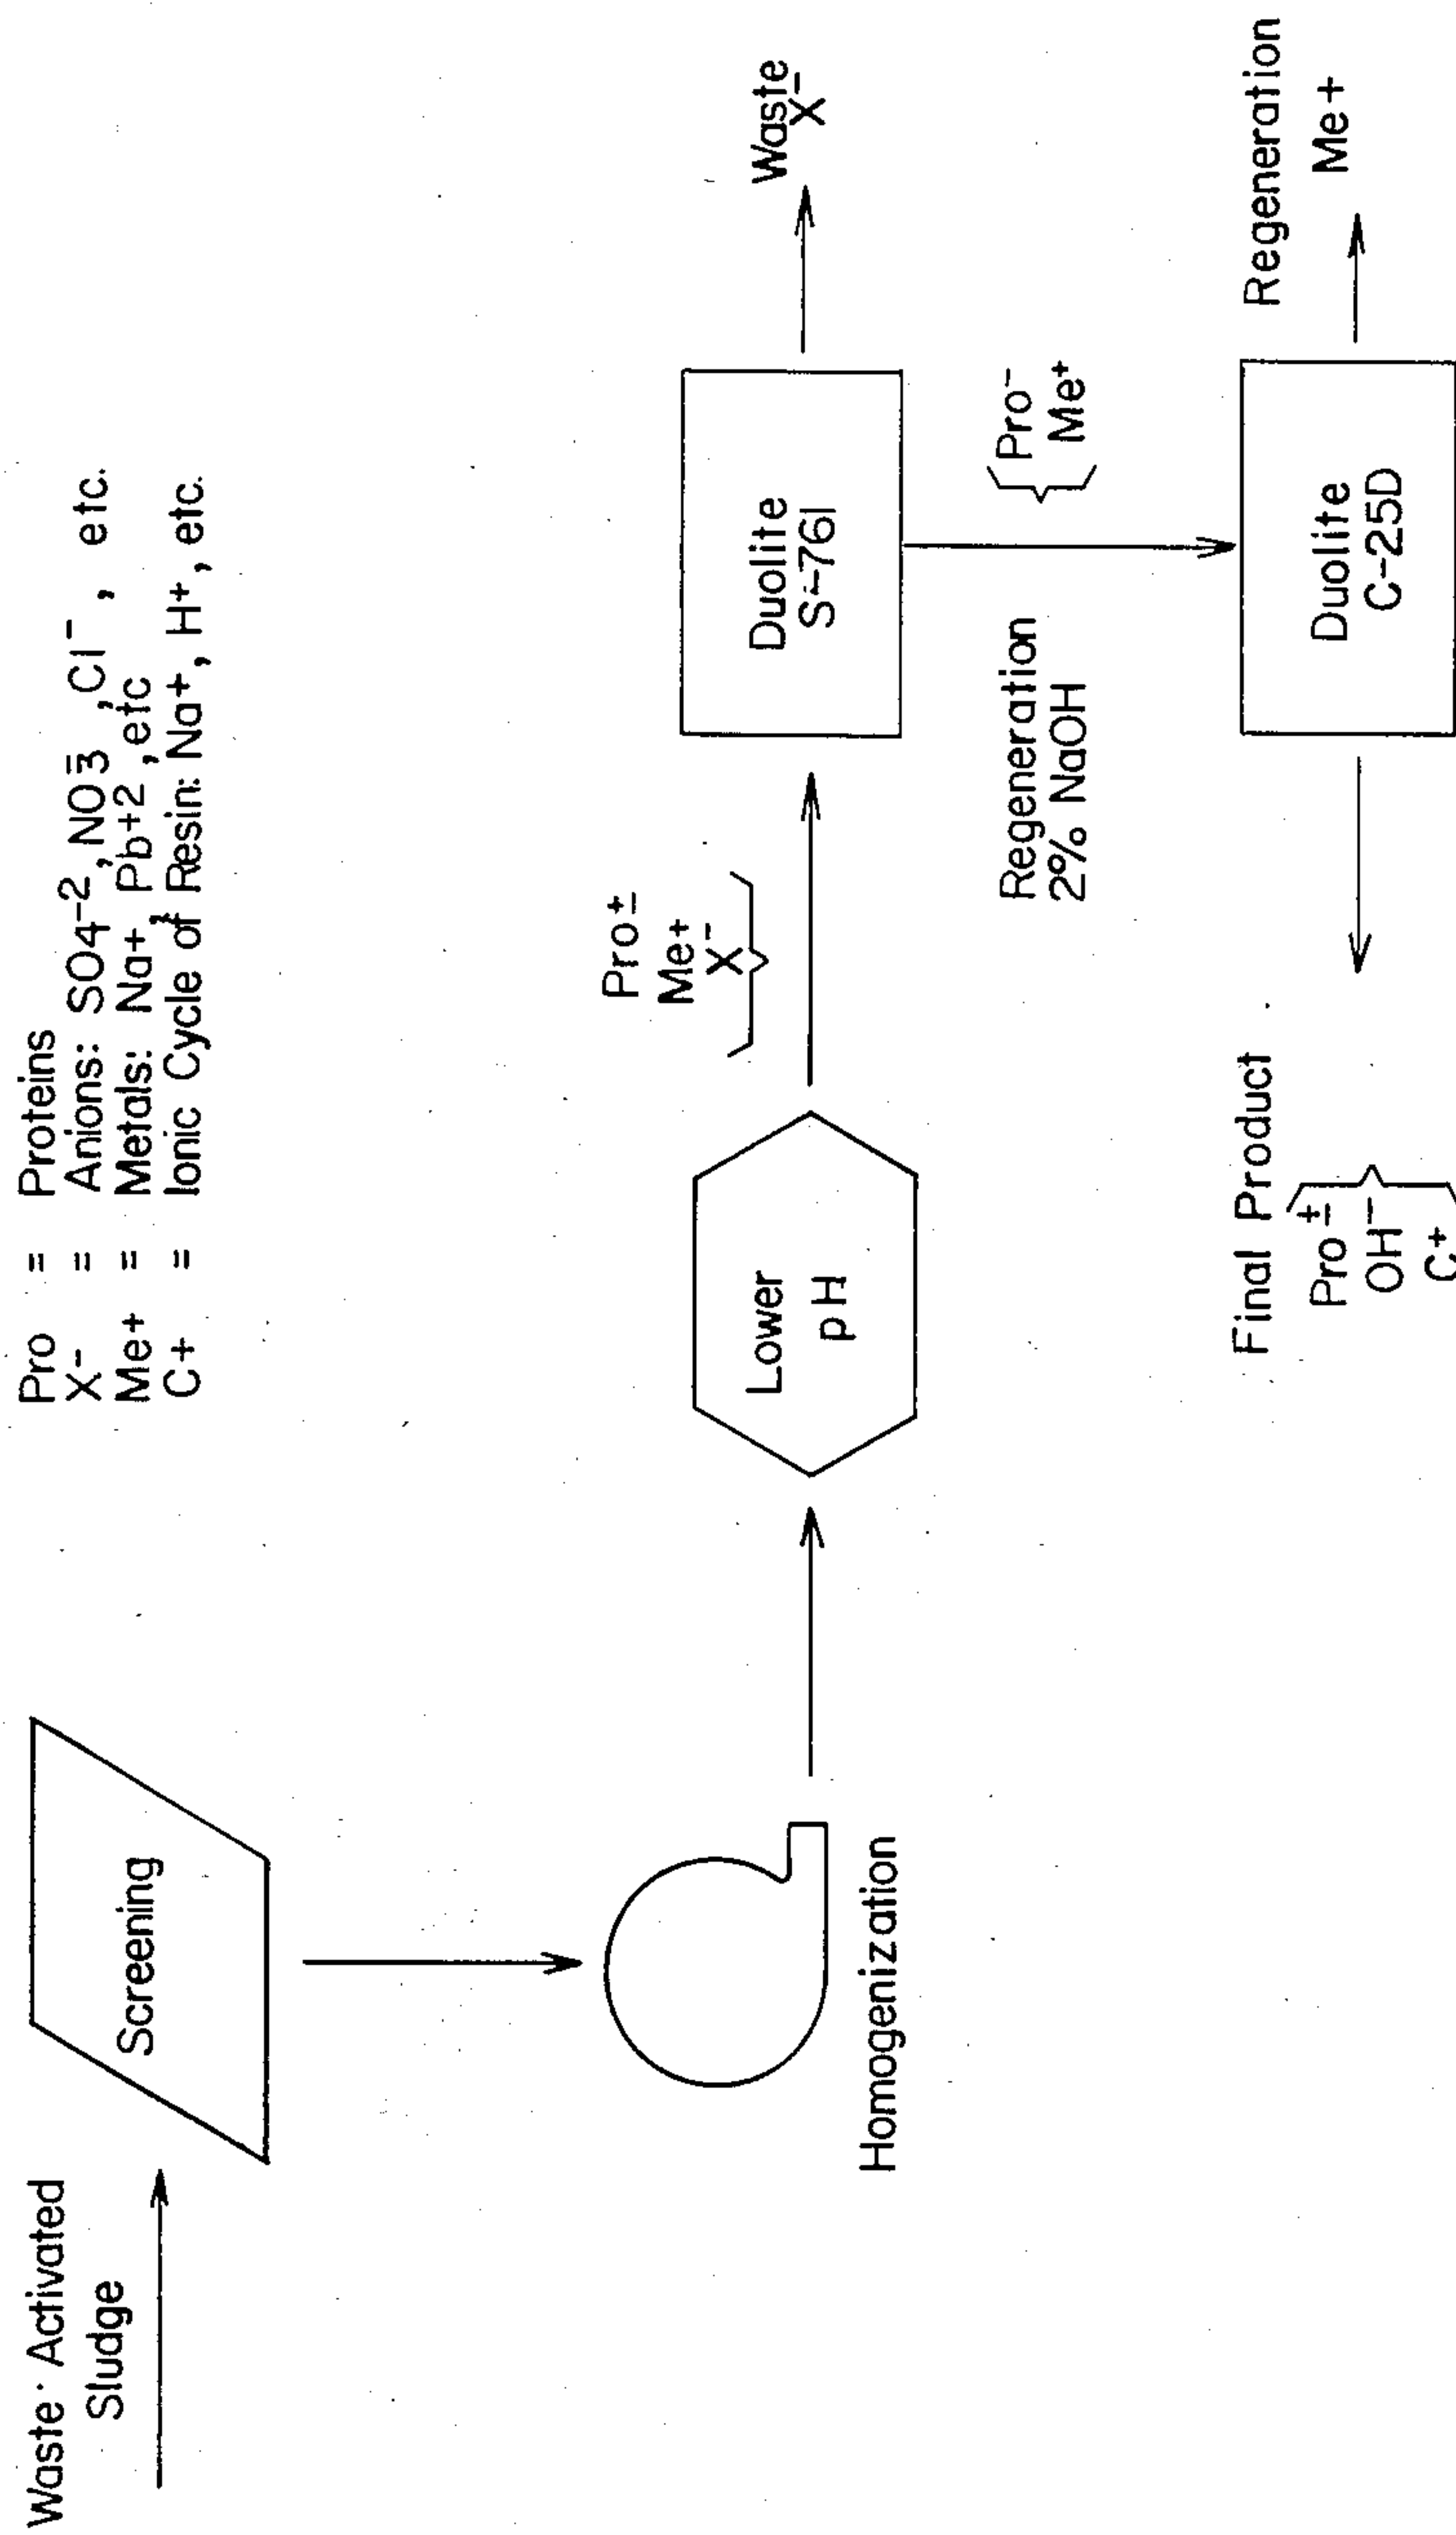 Pro = Proteins
X- = Anions: SO4-2, NO3-, Cl-, etc.
Me+ = Metals: Na+, Pb+2, etc
C+ = Ionic Cycle of Resin: Na+, H+, etc.
Waste Activated
Sludge
Screening
Homogenization
Lower
pH
Pro±
Me+
X-
Duolite
S-761
Waste
X-
Regeneration
2% NaOH
Pro-
Me+
Duolite
C-25D
Regeneration
Me+
Final Product
Pro±
OH-
C+